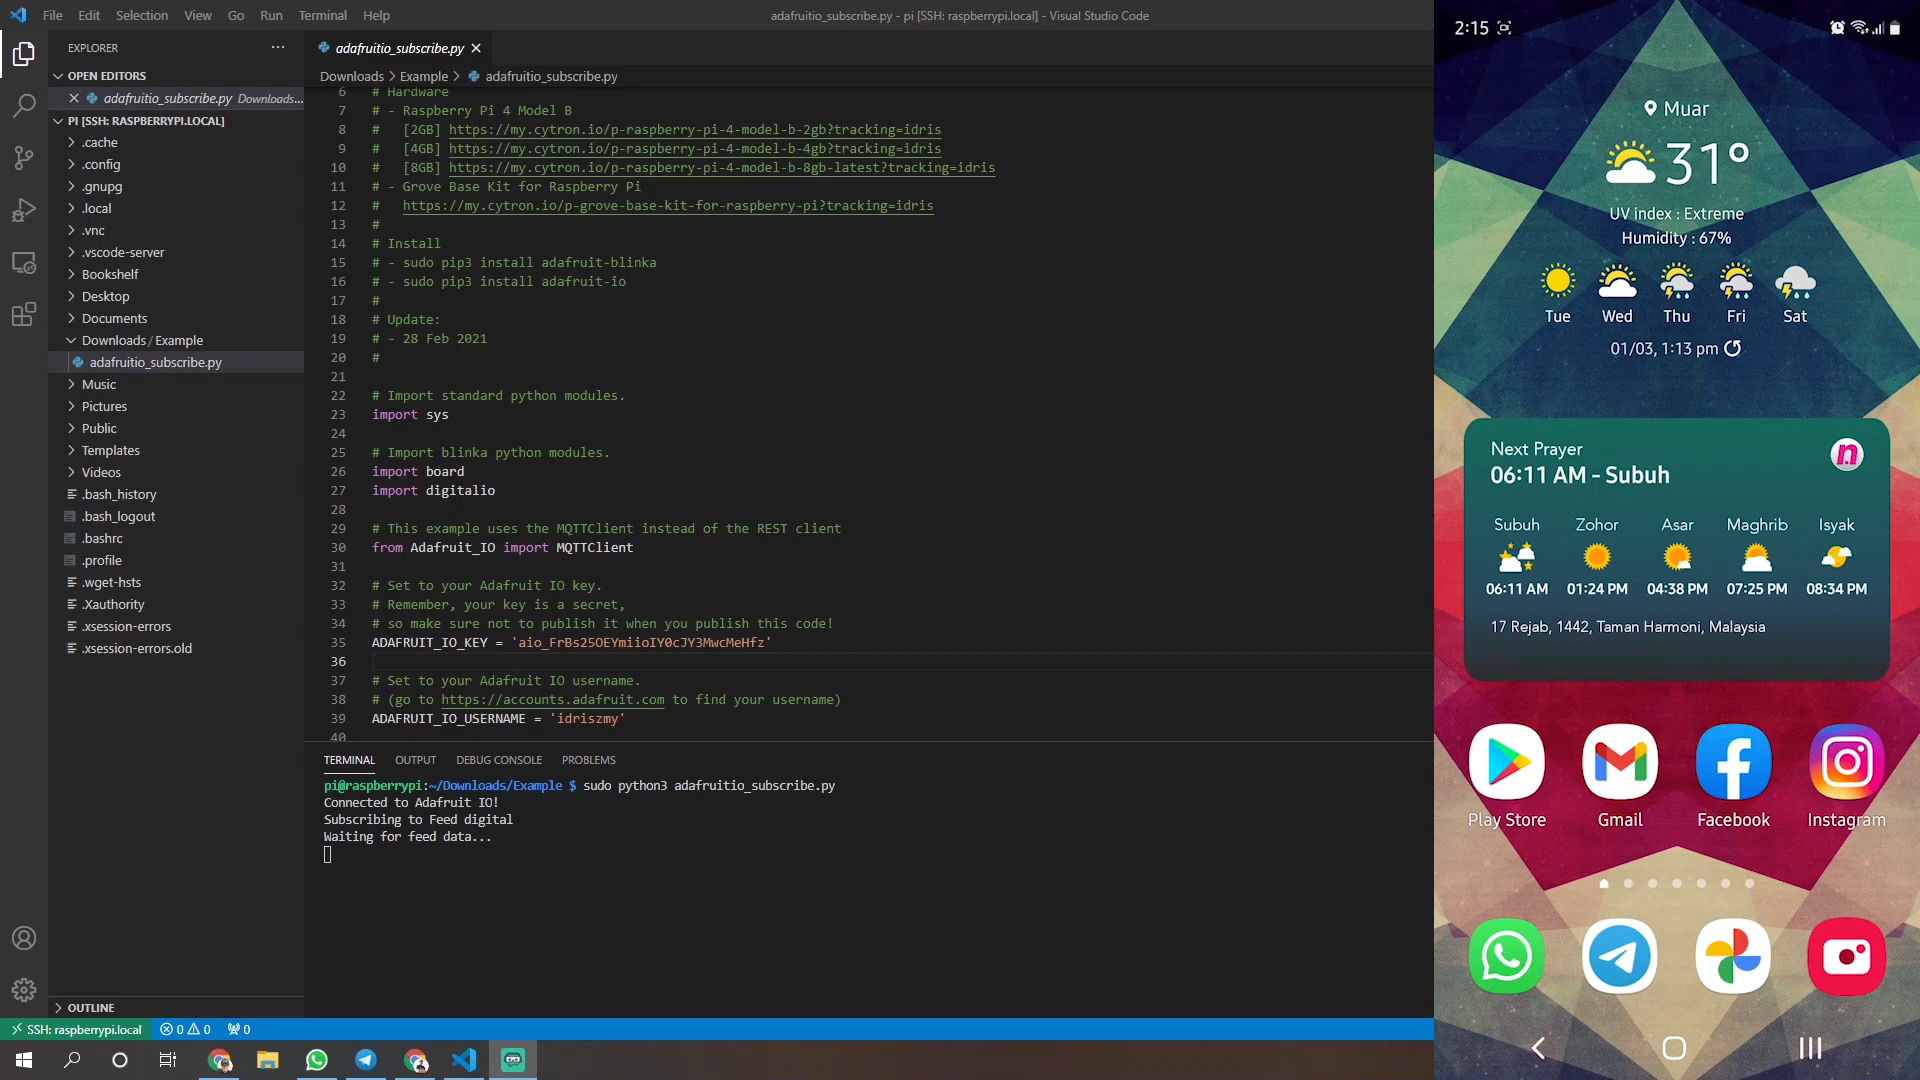 File Edit Selection View Go Run Terminal Help
adafruitio_subscribe.py - pi [SSH: raspberrypi.local] - Visual Studio Code
EXPLORER
OPEN EDITORS
adafruitio_subscribe.py Downloads...
PI [SSH: RASPBERRYPI.LOCAL]
.cache
.config
.gnupg
.local
.vnc
.vscode-server
Bookshelf
Desktop
Documents
Downloads / Example
adafruitio_subscribe.py
Music
Pictures
Public
Templates
Videos
.bash_history
.bash_logout
.bashrc
.profile
.wget-hsts
.Xauthority
.xsession-errors
.xsession-errors.old
OUTLINE
adafruitio_subscribe.py
Downloads > Example > adafruitio_subscribe.py
6 # Hardware
7 # - Raspberry Pi 4 Model B
8 #   [2GB] https://my.cytron.io/p-raspberry-pi-4-model-b-2gb?tracking=idris
9 #   [4GB] https://my.cytron.io/p-raspberry-pi-4-model-b-4gb?tracking=idris
10 #   [8GB] https://my.cytron.io/p-raspberry-pi-4-model-b-8gb-latest?tracking=idris
11 # - Grove Base Kit for Raspberry Pi
12 #   https://my.cytron.io/p-grove-base-kit-for-raspberry-pi?tracking=idris
13 #
14 # Install
15 # - sudo pip3 install adafruit-blinka
16 # - sudo pip3 install adafruit-io
17 #
18 # Update:
19 # - 28 Feb 2021
20 #
21
22 # Import standard python modules.
23 import sys
24
25 # Import blinka python modules.
26 import board
27 import digitalio
28
29 # This example uses the MQTTClient instead of the REST client
30 from Adafruit_IO import MQTTClient
31
32 # Set to your Adafruit IO key.
33 # Remember, your key is a secret,
34 # so make sure not to publish it when you publish this code!
35 ADAFRUIT_IO_KEY = 'aio_FrBs25OEYmiioIY0cJY3MwcMeHfz'
36
37 # Set to your Adafruit IO username.
38 # (go to https://accounts.adafruit.com to find your username)
39 ADAFRUIT_IO_USERNAME = 'idriszmy'
40
TERMINAL OUTPUT DEBUG CONSOLE PROBLEMS
pi@raspberrypi:~/Downloads/Example $ sudo python3 adafruitio_subscribe.py
Connected to Adafruit IO!
Subscribing to Feed digital
Waiting for feed data...
SSH: raspberrypi.local 0 0 0
2:15
Muar
31°
UV index : Extreme
Humidity : 67%
Tue Wed Thu Fri Sat
01/03, 1:13 pm
Next Prayer
n
06:11 AM - Subuh
Subuh Zohor Asar Maghrib Isyak
06:11 AM 01:24 PM 04:38 PM 07:25 PM 08:34 PM
17 Rejab, 1442, Taman Harmoni, Malaysia
Play Store Gmail Facebook Instagram